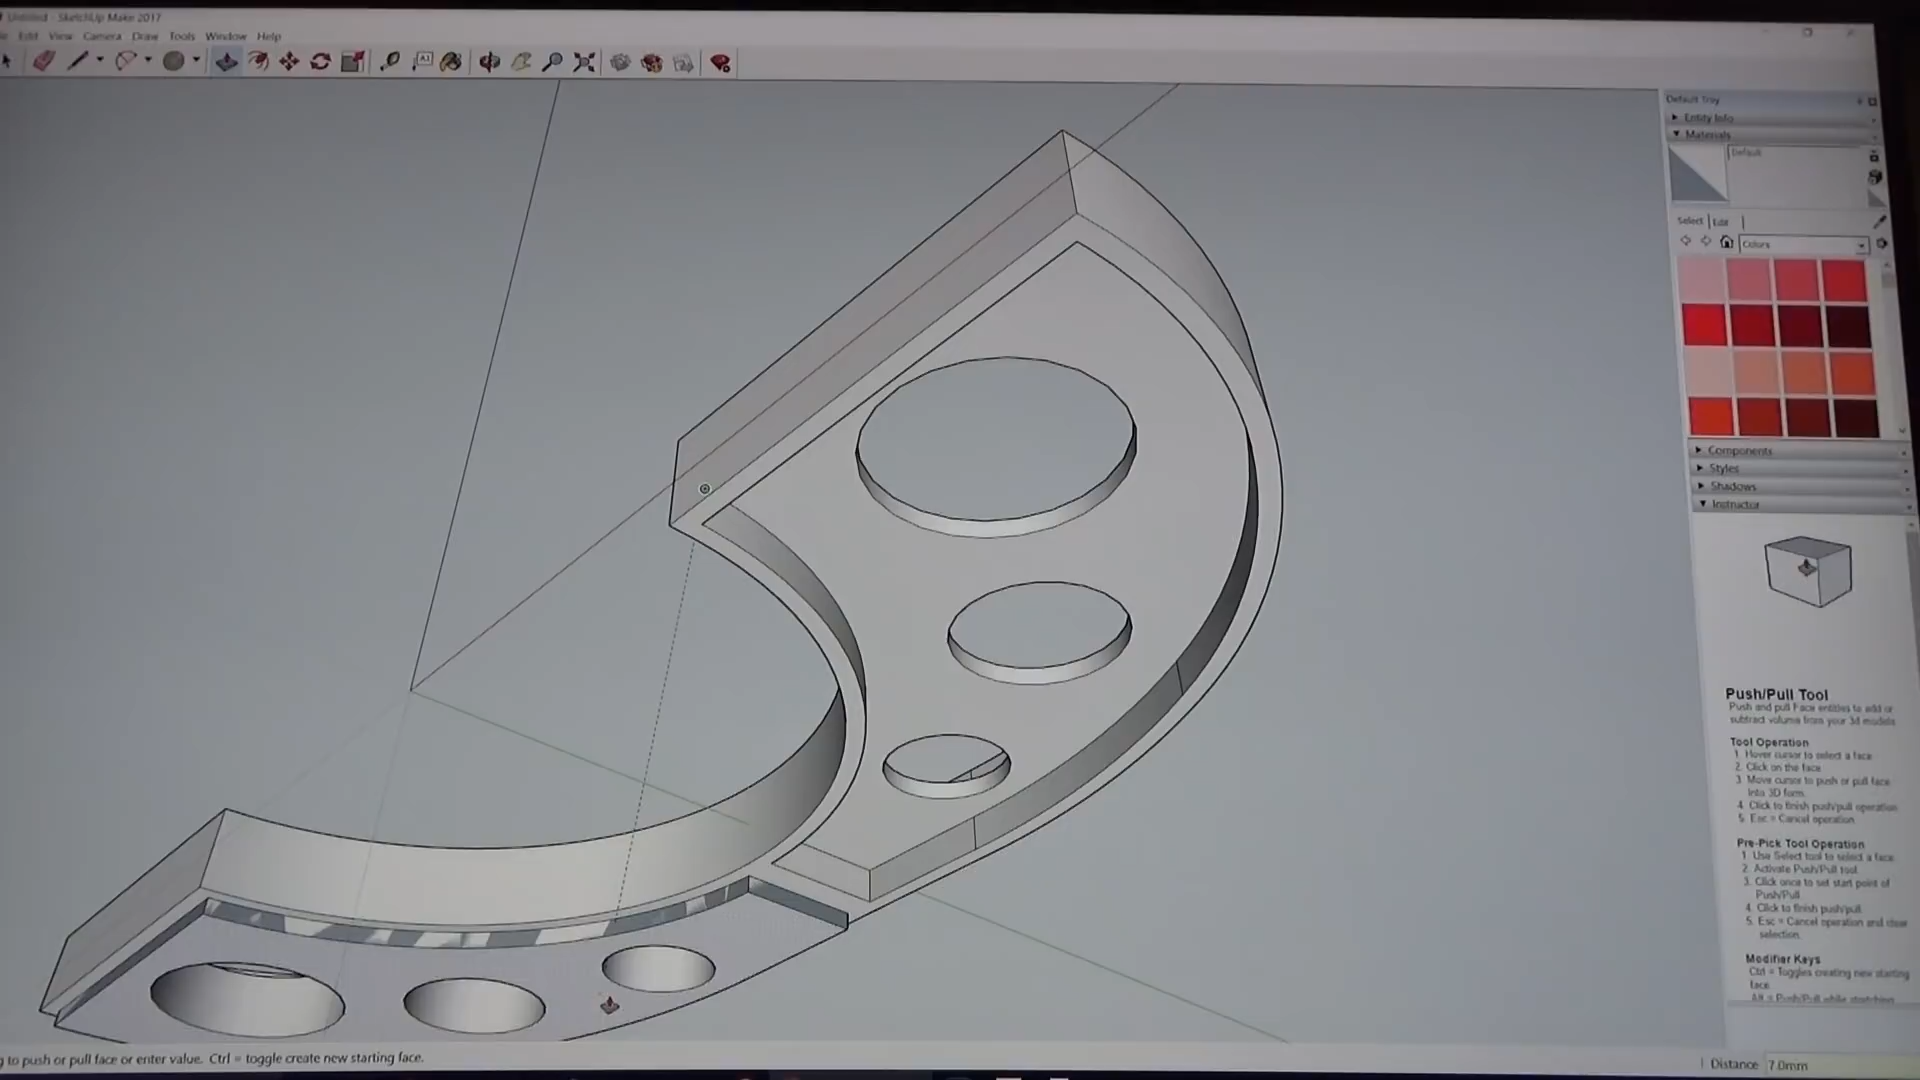 Untitled - SketchUp Make 2017
Edit View Camera Draw Tools Window Help
A1
Default Tray
Entity Info
Materials
Default
Select Edit
Colors
Components
Styles
Shadows
Instructor
Push/Pull Tool
Push and pull Face entities to add or
subtract volume from your 3d models
Tool Operation
1. Hover cursor to select a face
2. Click on the face
3. Move cursor to push or pull face
into 3D form.
4. Click to finish push/pull operation
5. Esc = Cancel operation
Pre-Pick Tool Operation
1. Use Select tool to select a face
2. Activate Push/Pull tool.
3. Click once to set start point of
Push/Pull
4. Click to finish push/pull
5. Esc = Cancel operation and clear
selection.
Modifier Keys
Ctrl = Toggles creating new starting
face
Alt = Push/Pull while stretching
g to push or pull face or enter value. Ctrl = toggle create new starting face.
Distance 7.0mm